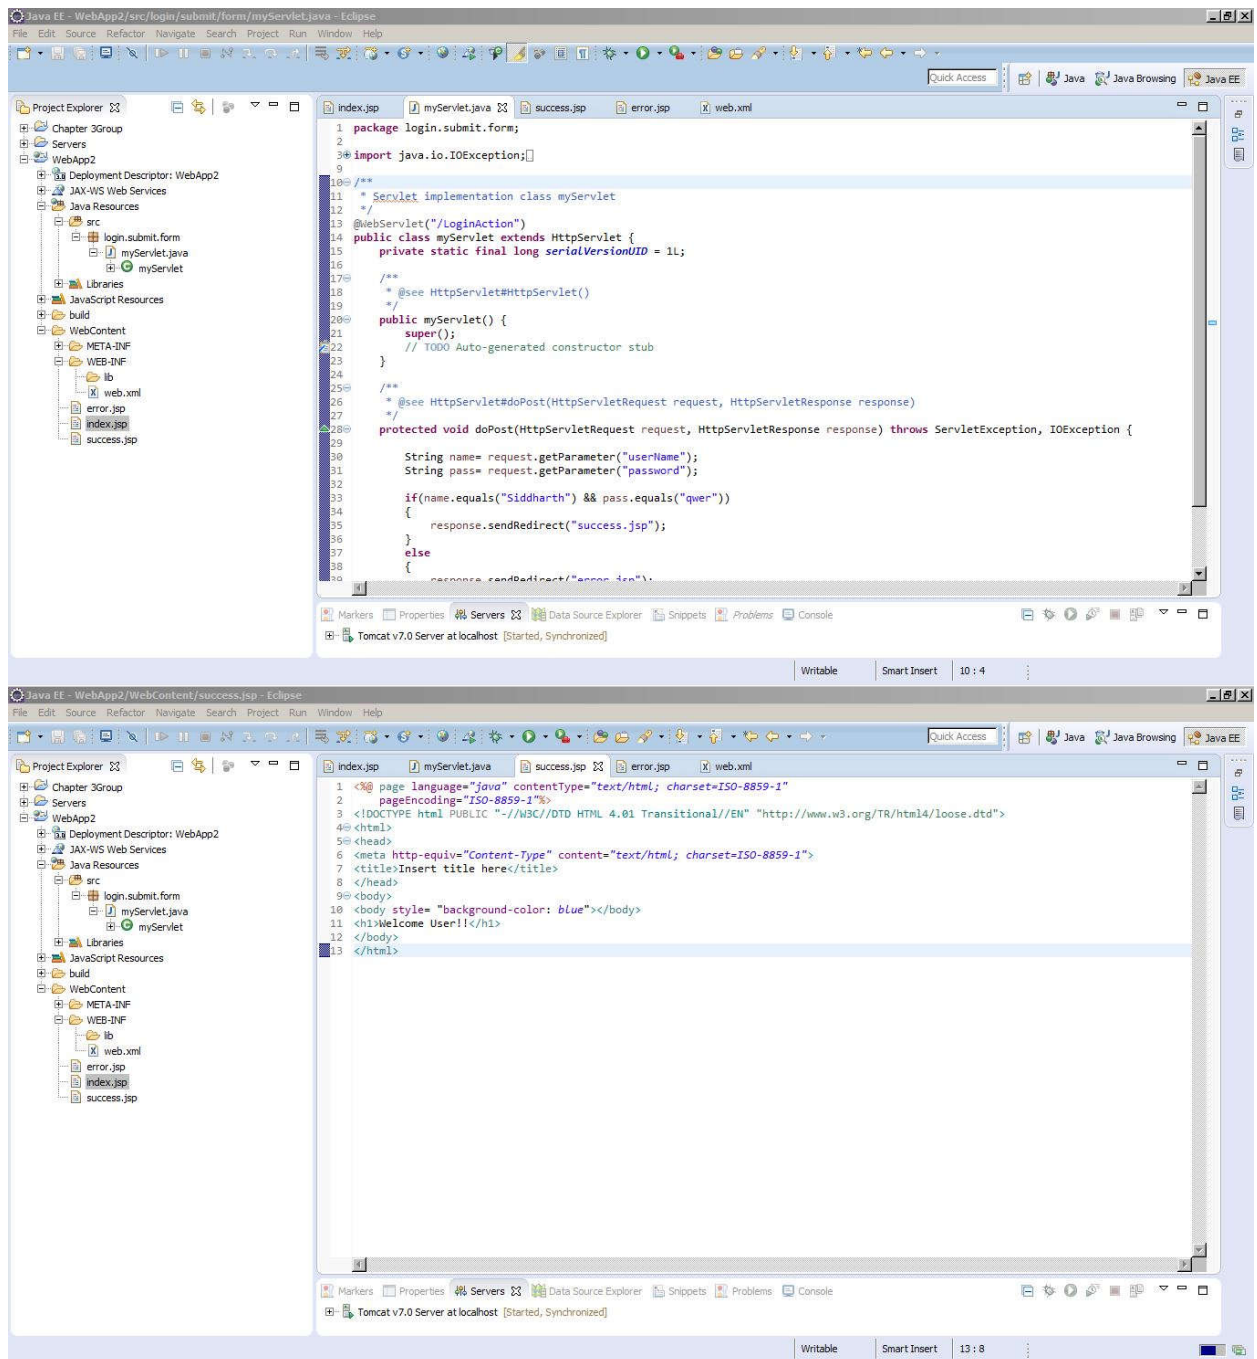 Java EE - WebApp2/src/login/submit/form/myServlet.java - Eclipse
File Edit Source Refactor Navigate Search Project Run Window Help
Quick Access Java Java Browsing Java EE
Project Explorer
Chapter 3Group
Servers
WebApp2
Deployment Descriptor: WebApp2
JAX-WS Web Services
Java Resources
src
login.submit.form
myServlet.java
myServlet
Libraries
JavaScript Resources
build
WebContent
META-INF
WEB-INF
lib
web.xml
error.jsp
index.jsp
success.jsp
index.jsp myServlet.java success.jsp error.jsp web.xml
1 package login.submit.form;
2
3 import java.io.IOException;
9
10 /**
11 * Servlet implementation class myServlet
12 */
13 @WebServlet("/LoginAction")
14 public class myServlet extends HttpServlet {
15 private static final long serialVersionUID = 1L;
16
17 /**
18 * @see HttpServlet#HttpServlet()
19 */
20 public myServlet() {
21 super();
22 // TODO Auto-generated constructor stub
23 }
24
25 /**
26 * @see HttpServlet#doPost(HttpServletRequest request, HttpServletResponse response)
27 */
28 protected void doPost(HttpServletRequest request, HttpServletResponse response) throws ServletException, IOException {
29
30 String name= request.getParameter("userName");
31 String pass= request.getParameter("password");
32
33 if(name.equals("Siddharth") && pass.equals("qwer"))
34 {
35 response.sendRedirect("success.jsp");
36 }
37 else
38 {
39 response.sendRedirect("error.jsp");
Markers Properties Servers Data Source Explorer Snippets Problems Console
Tomcat v7.0 Server at localhost [Started, Synchronized]
Writable Smart Insert 10 : 4
Java EE - WebApp2/WebContent/success.jsp - Eclipse
File Edit Source Refactor Navigate Search Project Run Window Help
Quick Access Java Java Browsing Java EE
Project Explorer
Chapter 3Group
Servers
WebApp2
Deployment Descriptor: WebApp2
JAX-WS Web Services
Java Resources
src
login.submit.form
myServlet.java
myServlet
Libraries
JavaScript Resources
build
WebContent
META-INF
WEB-INF
lib
web.xml
error.jsp
index.jsp
success.jsp
index.jsp myServlet.java success.jsp error.jsp web.xml
1 <%@ page language="java" contentType="text/html; charset=ISO-8859-1"
2 pageEncoding="ISO-8859-1"%>
3 <!DOCTYPE html PUBLIC "-//W3C//DTD HTML 4.01 Transitional//EN" "http://www.w3.org/TR/html4/loose.dtd">
4 <html>
5 <head>
6 <meta http-equiv="Content-Type" content="text/html; charset=ISO-8859-1">
7 <title>Insert title here</title>
8 </head>
9 <body>
10 <body style= "background-color: blue"></body>
11 <h1>Welcome User!!</h1>
12 </body>
13 </html>
Markers Properties Servers Data Source Explorer Snippets Problems Console
Tomcat v7.0 Server at localhost [Started, Synchronized]
Writable Smart Insert 13 : 8